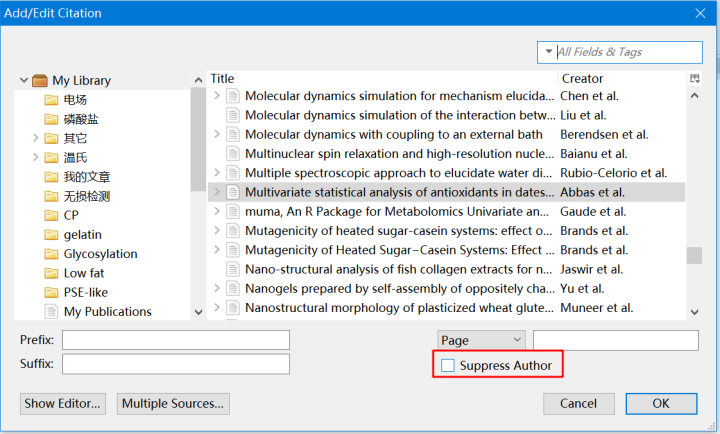 Add/Edit Citation
All Fields & Tags
My Library
电场
磷酸盐
其它
温氏
我的文章
无损检测
CP
gelatin
Glycosylation
Low fat
PSE-like
My Publications
Title Creator
Molecular dynamics simulation for mechanism elucida... Chen et al.
Molecular dynamics simulation of the interaction betw... Liu et al.
Molecular dynamics with coupling to an external bath Berendsen et al.
Multinuclear spin relaxation and high-resolution nucle... Baianu et al.
Multiple spectroscopic approach to elucidate water di... Rubio-Celorio et al.
Multivariate statistical analysis of antioxidants in dates... Abbas et al.
muma, An R Package for Metabolomics Univariate an... Gaude et al.
Mutagenicity of heated sugar-casein systems: effect o... Brands et al.
Mutagenicity of Heated Sugar–Casein Systems: Effect ... Brands et al.
Nano-structural analysis of fish collagen extracts for n... Jaswir et al.
Nanogels prepared by self-assembly of oppositely cha... Yu et al.
Nanostructural morphology of plasticized wheat glute... Muneer et al.
Prefix:
Page
Suffix:
Suppress Author
Show Editor...
Multiple Sources...
Cancel
OK